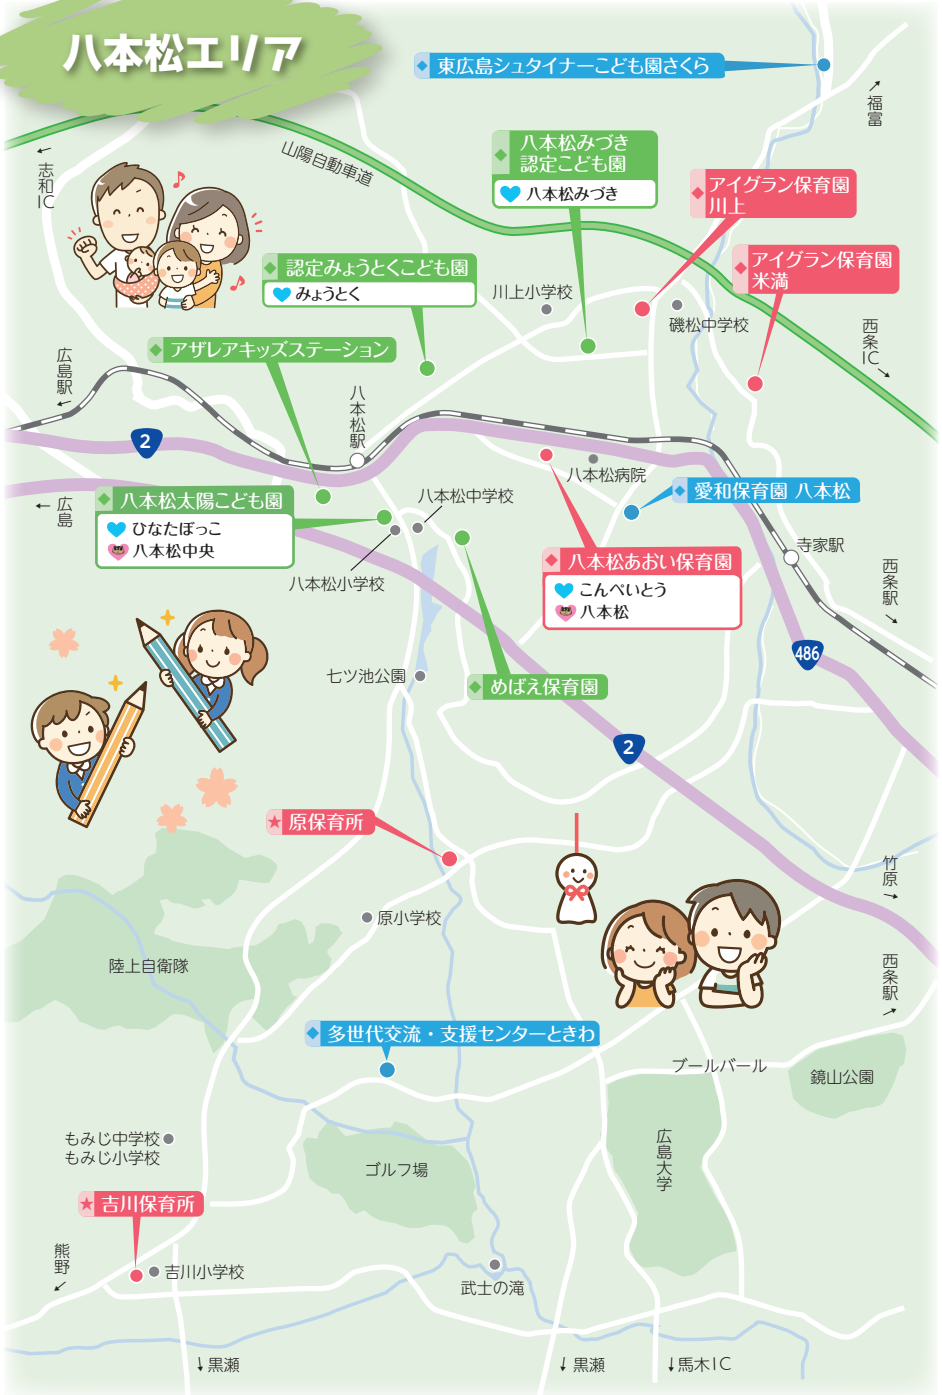 八本松エリア
東広島シュタイナーこども園さくら
福富
八本松みづき
認定こども園
八本松みづき
山陽自動車道
志和IC
アイグラン保育園
川上
アイグラン保育園
米満
認定みょうとくこども園
みょうとく
川上小学校
磯松中学校
西条IC
アザレアキッズステーション
広島駅
八本松駅
2
八本松病院
愛和保育園 八本松
広島
八本松太陽こども園
ひなたぼっこ
八本松中央
八本松中学校
八本松小学校
八本松あおい保育園
こんぺいとう
八本松
寺家駅
西条駅
486
七ツ池公園
めばえ保育園
2
原保育所
竹原
原小学校
陸上自衛隊
西条駅
多世代交流・支援センターときわ
ブールバール
鏡山公園
もみじ中学校
もみじ小学校
ゴルフ場
広島大学
吉川保育所
熊野
吉川小学校
武士の滝
黒瀬
黒瀬
馬木IC